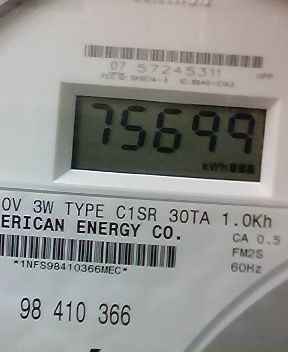 07 57245311
75699
kWh
0V 3W TYPE C1SR 30TA 1.0Kh
ERICAN ENERGY CO.
CA 0.5
FM2S
60Hz
*1NFS98410366MEC*
98 410 366